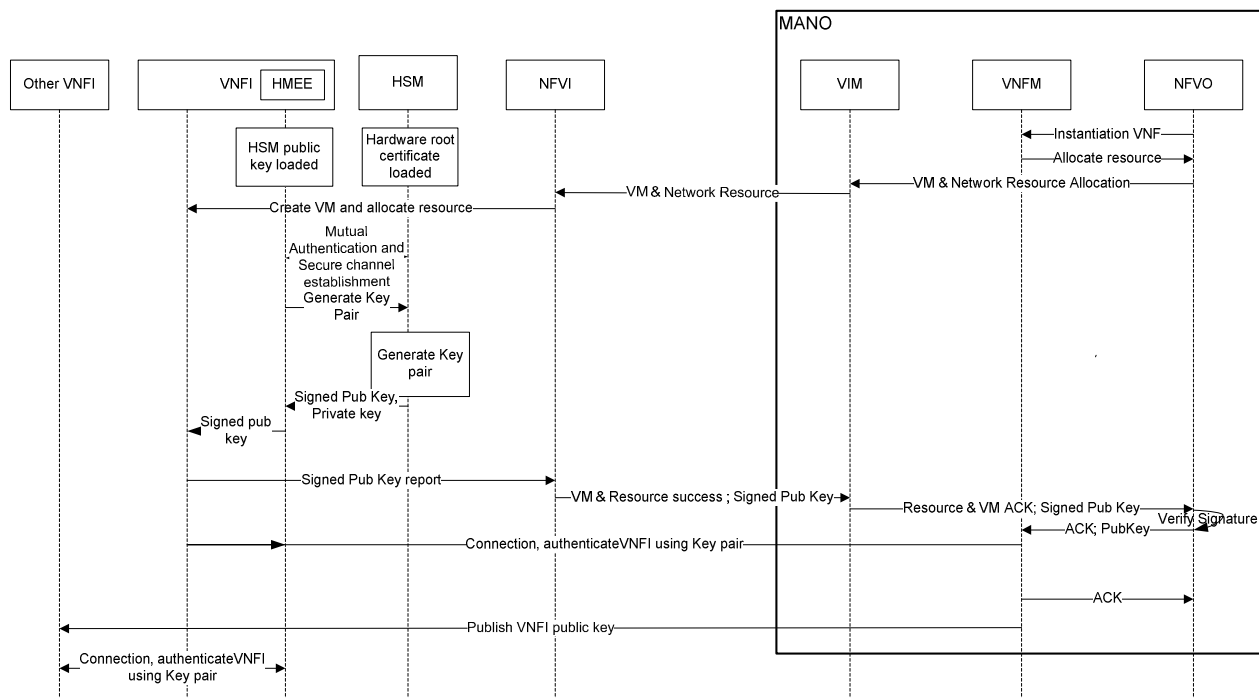 MANO
Other VNFI
VNFI
HMEE
HSM
NFVI
VIM
VNFM
NFVO
HSM public
key loaded
Hardware root
certificate
loaded
Instantiation VNF
Allocate resource
VM & Network Resource Allocation
VM & Network Resource
Create VM and allocate resource
Mutual
Authentication and
Secure channel
establishment
Generate Key
Pair
Generate Key
pair
Signed Pub Key,
Private key
Signed pub
key
Signed Pub Key report
VM & Resource success ; Signed Pub Key
Resource & VM ACK; Signed Pub Key
Verify Signature
ACK; PubKey
Connection, authenticateVNFI using Key pair
ACK
Publish VNFI public key
Connection, authenticateVNFI
using Key pair